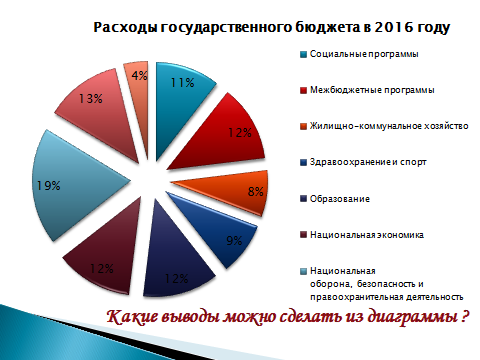 Расходы государственного бюджета в 2016 году
4%
11%
13%
12%
19%
8%
9%
12%
12%
Социальные программы
Межбюджетные программы
Жилищно-коммунальное хозяйство
Здравоохранение и спорт
Образование
Национальная экономика
Национальная
оборона, безопасность и
правоохранительная деятельность
Какие выводы можно сделать из диаграммы ?